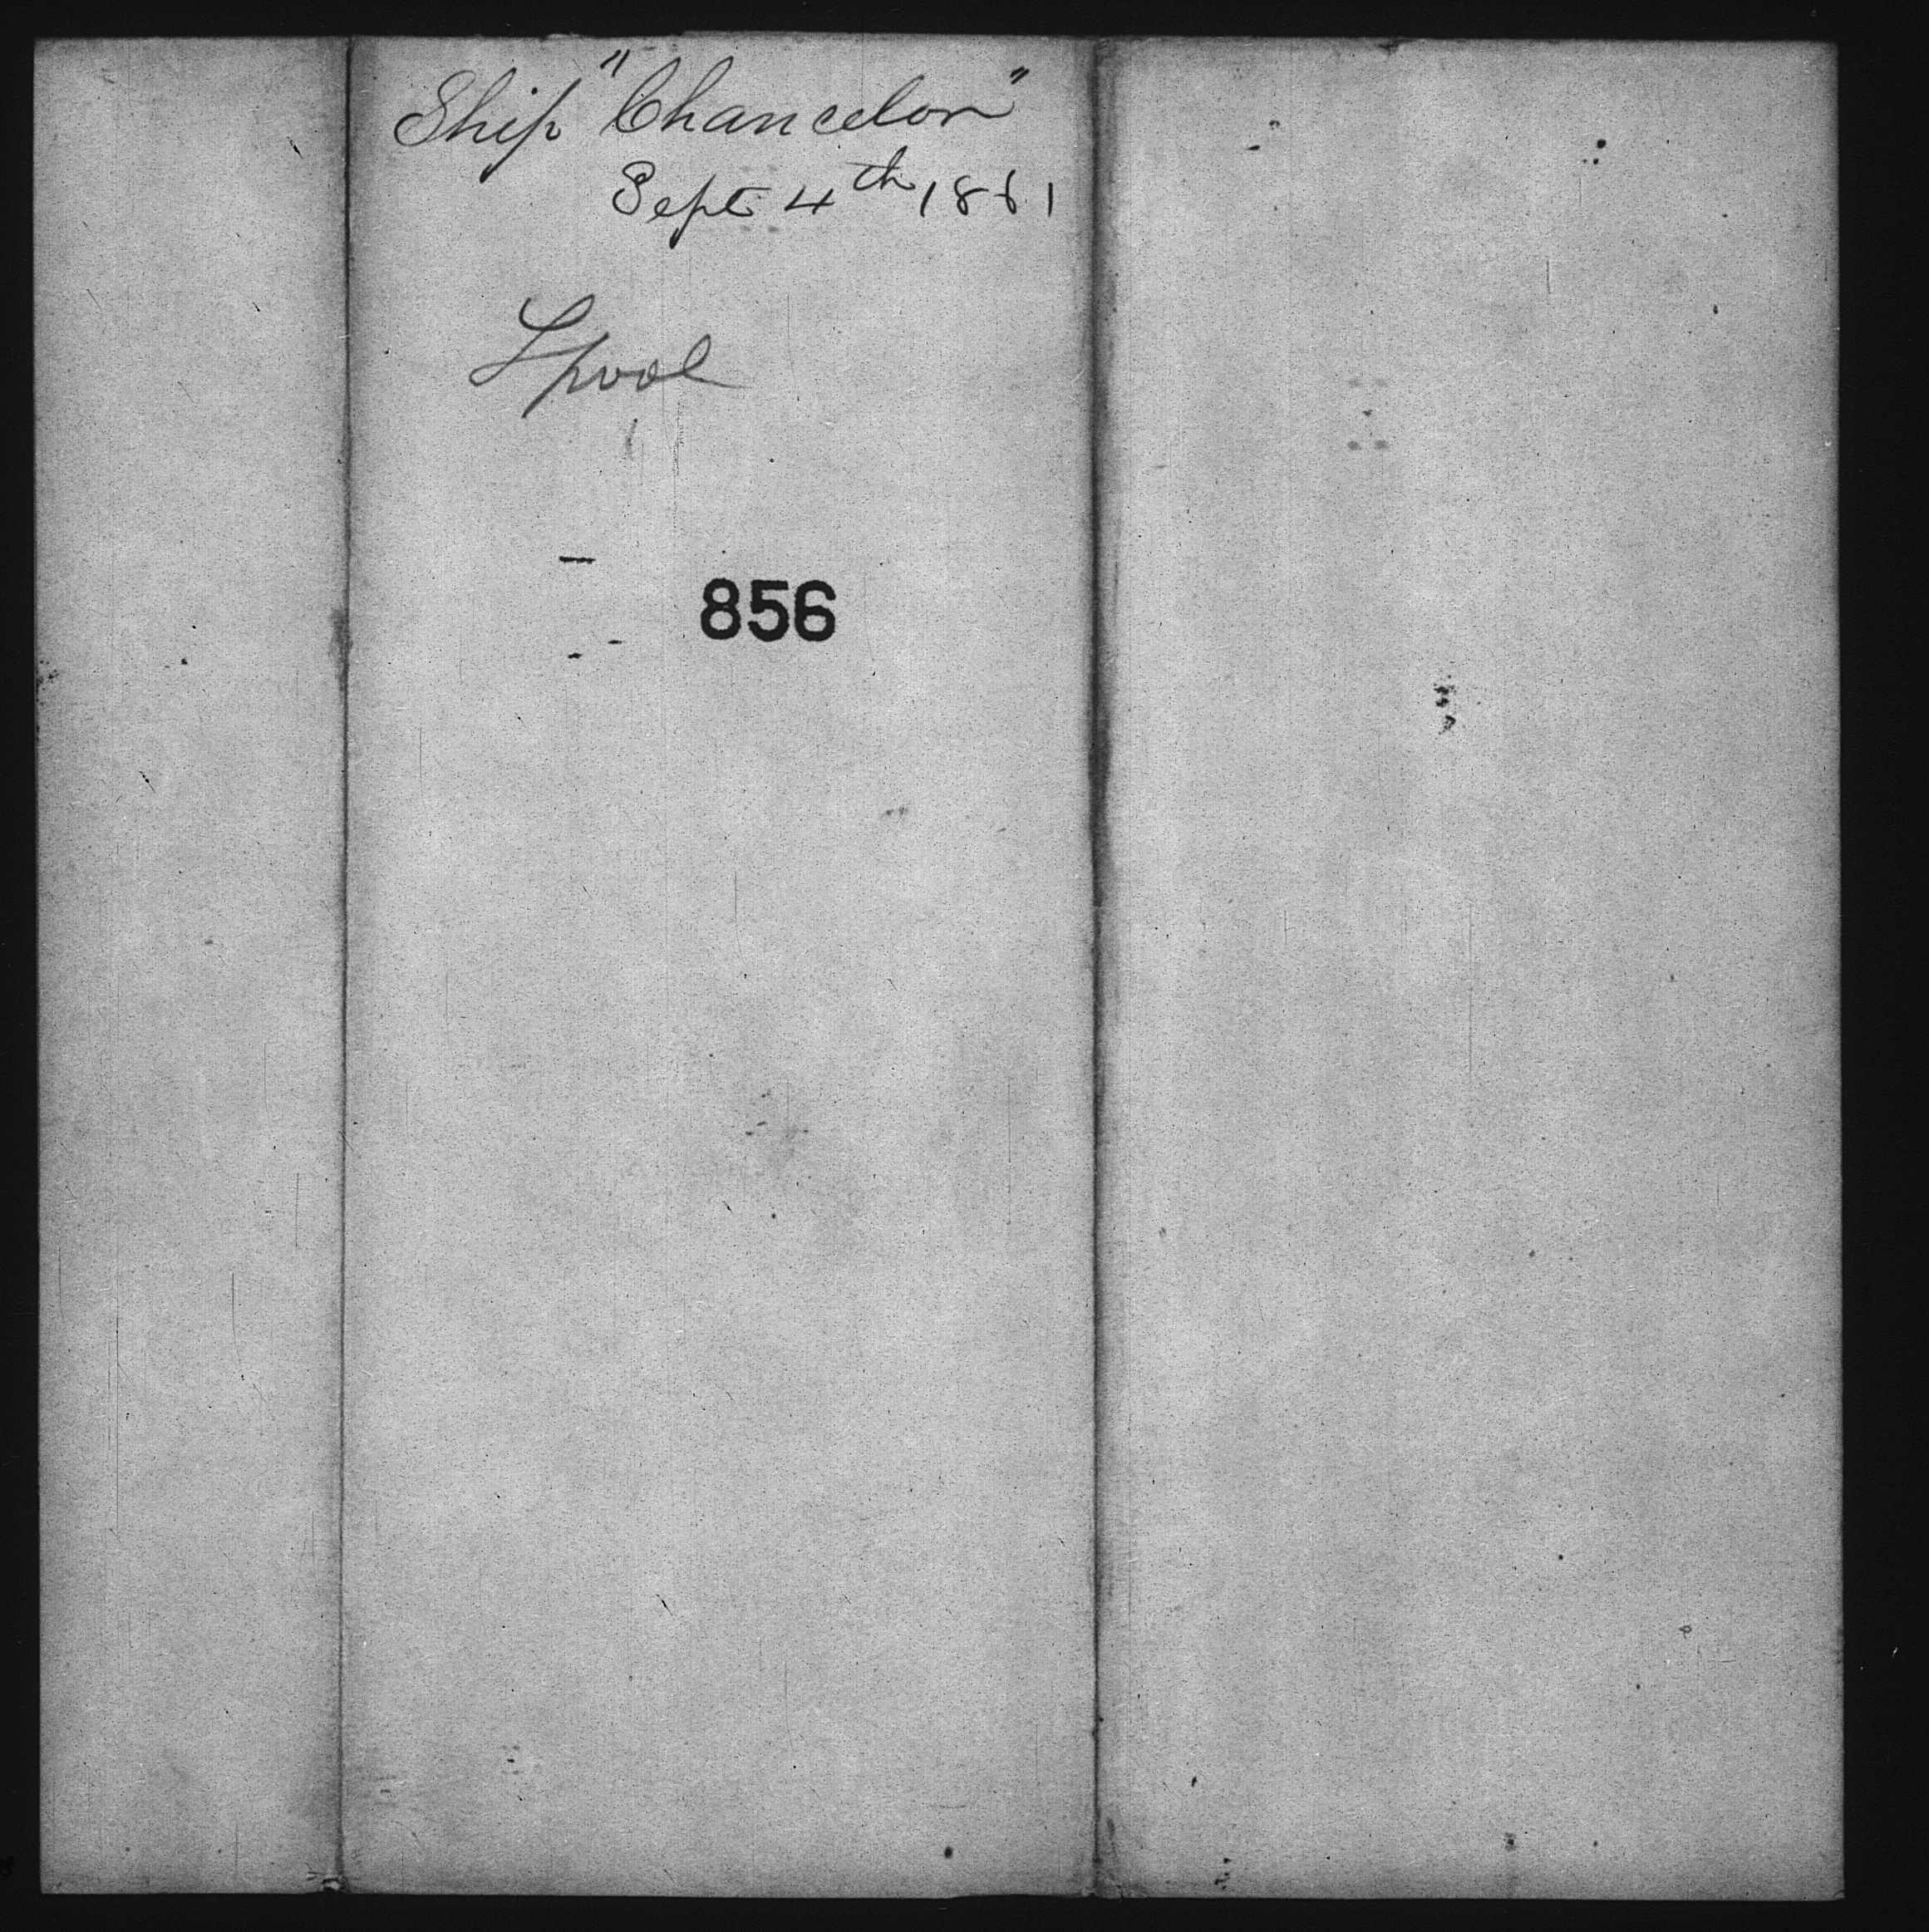 Ship "Chancelor"
Sept 4th 1861
Lpool
856